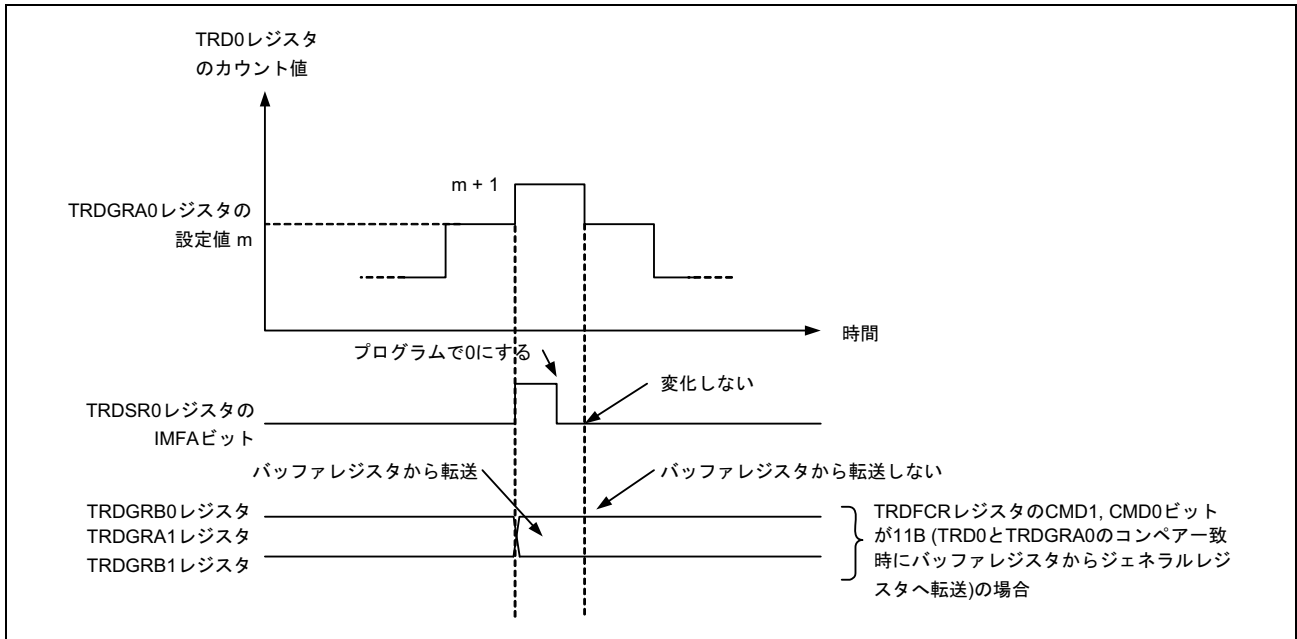 TRD0レジスタ
のカウント値
m + 1
TRDGRA0レジスタの
設定値 m
時間
プログラムで0にする
変化しない
TRDSR0レジスタの
IMFAビット
バッファレジスタから転送
バッファレジスタから転送しない
TRDGRB0レジスタ
TRDGRA1レジスタ
TRDGRB1レジスタ
TRDFCRレジスタのCMD1, CMD0ビット
が11B (TRD0とTRDGRA0のコンペアー致
時にバッファレジスタからジェネラルレジ
スタへ転送)の場合